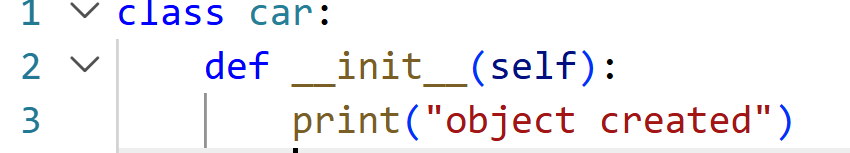 1 class car:
2 def __init__(self):
3 print("object created")